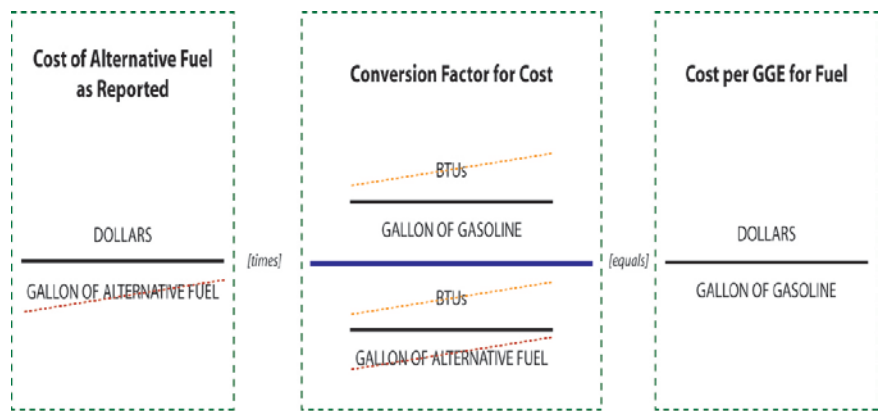 Cost of Alternative Fuel
as Reported
DOLLARS
GALLON OF ALTERNATIVE FUEL
[times]
Conversion Factor for Cost
BTUs
GALLON OF GASOLINE
BTUs
GALLON OF ALTERNATIVE FUEL
[equals]
Cost per GGE for Fuel
DOLLARS
GALLON OF GASOLINE